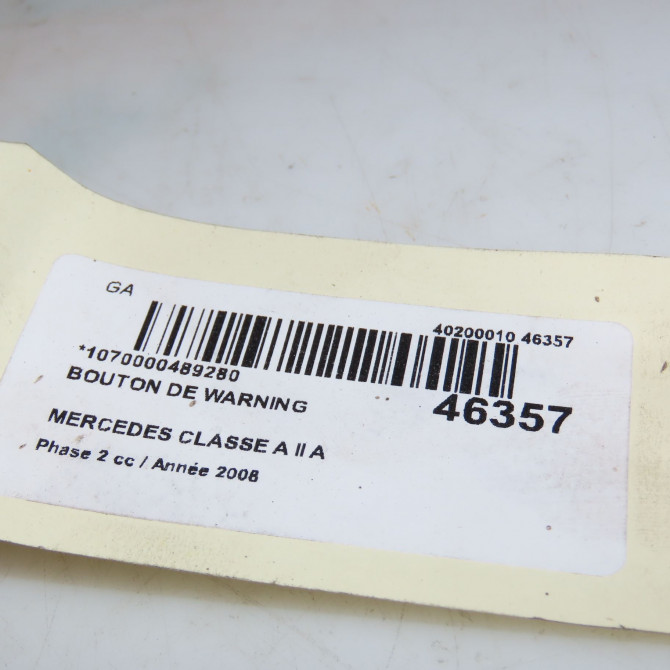 GA
40200010 46357
*1070000489280
BOUTON DE WARNING
46357
MERCEDES CLASSE A II A
Phase 2 cc / Année 2008